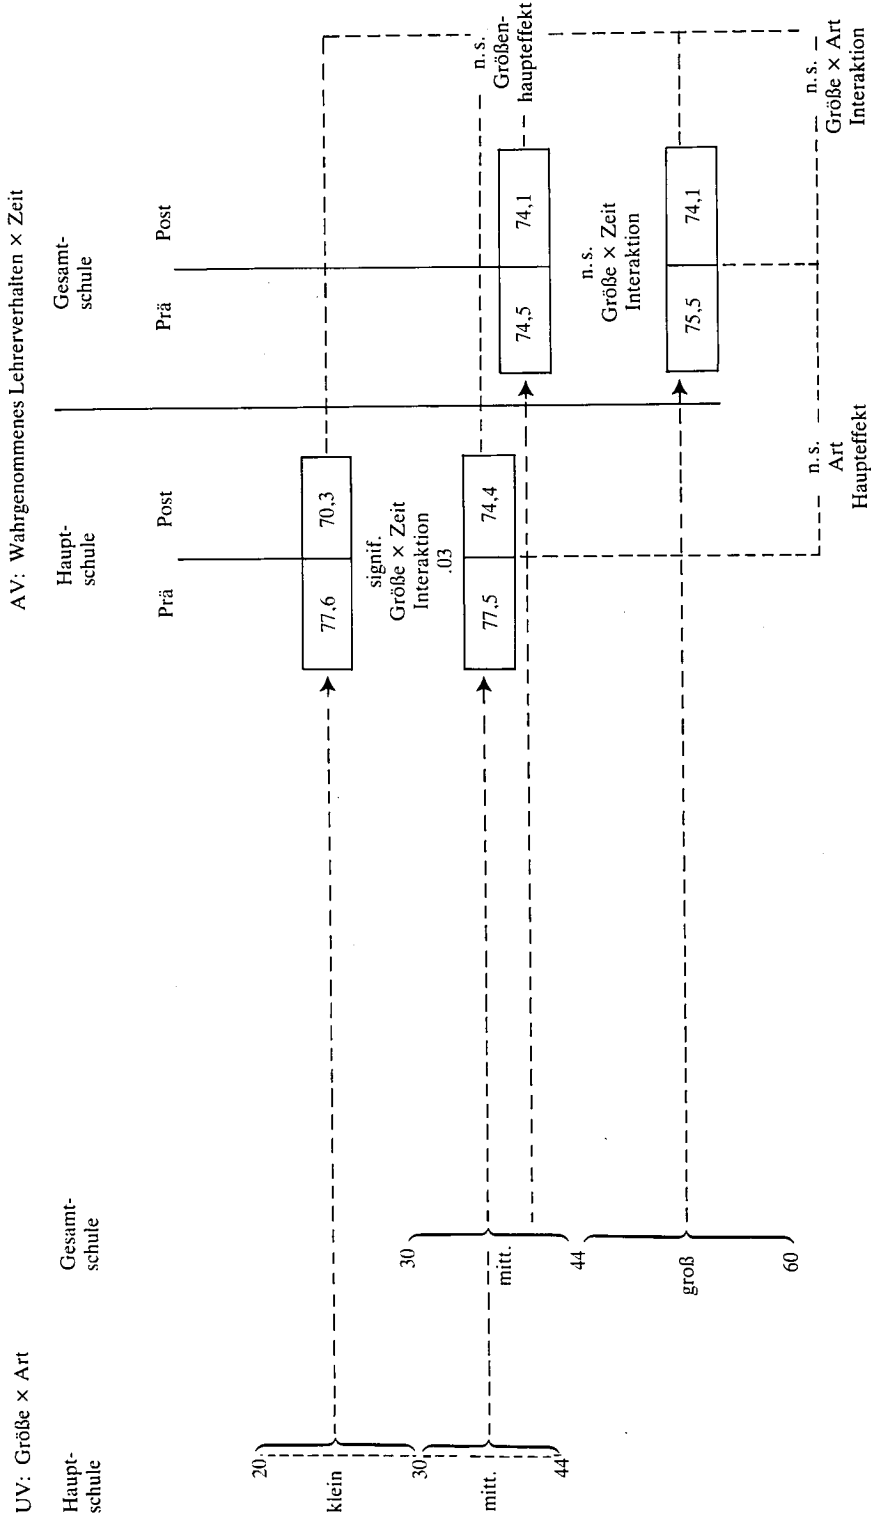 UV: Größe × Art
AV: Wahrgenommenes Lehrerverhalten × Zeit
Haupt-
schule
Gesamt-
schule
Haupt-
schule
Gesamt-
schule
Prä
Post
Prä
Post
20
klein
30
mitt.
44
30
mitt.
44
groß
60
77,6
70,3
signif.
Größe × Zeit
Interaktion
.03
77,5
74,4
n. s.
Größen-
haupteffekt
74,5
74,1
n. s.
Größe × Zeit
Interaktion
75,5
74,1
n. s.
Art
Haupteffekt
n. s.
Größe × Art
Interaktion